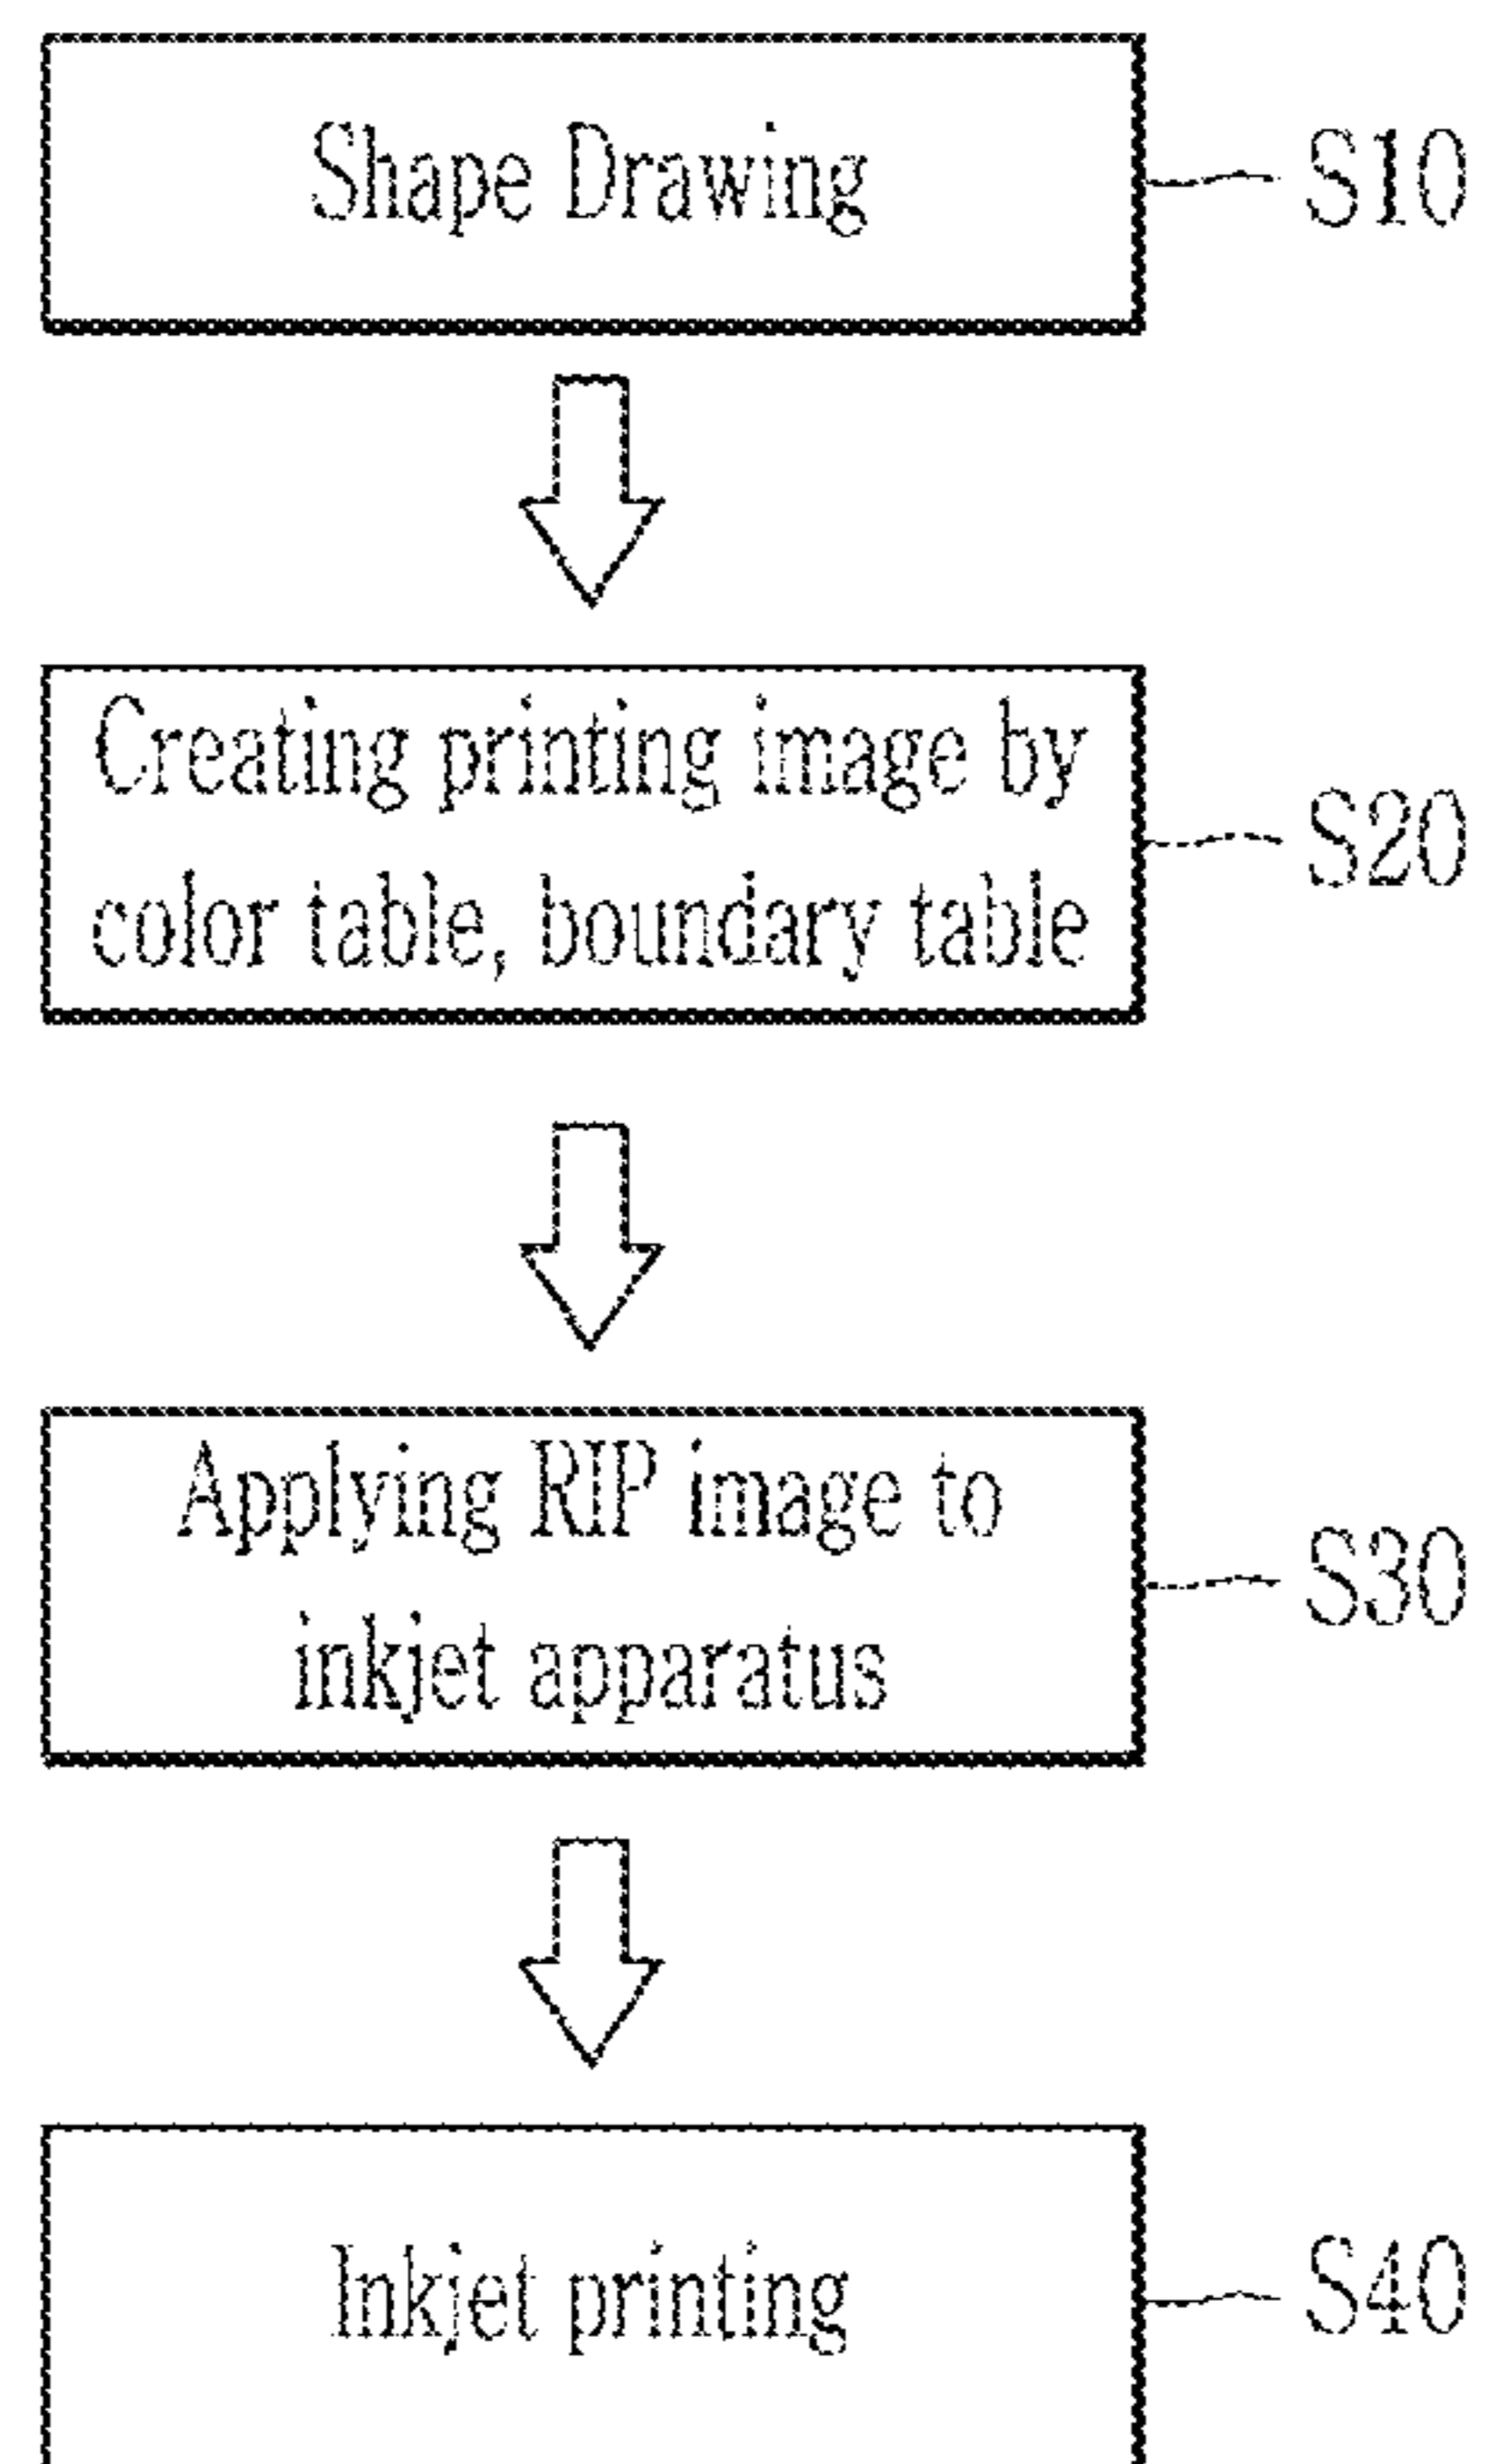 Shape Drawing
S10
Creating printing image by
color table, boundary table
S20
Applying RIP image to
inkjet apparatus
S30
Inkjet printing
S40